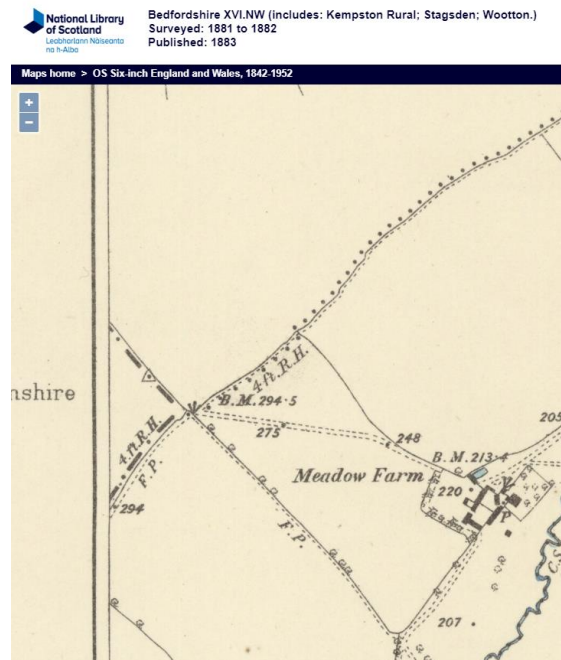 National Library
of Scotland
Leabharlann Nàiseanta
na h-Alba
Bedfordshire XVI.NW (includes: Kempston Rural; Stagsden; Wootton.)
Surveyed: 1881 to 1882
Published: 1883
Maps home > OS Six-inch England and Wales, 1842-1952
+
−
4 ft. R.H.
nshire
B.M. 294·5
4 ft. R.H.
275
248
205
F.P.
B.M. 213·4
Meadow Farm
220
294
P
F.P.
C.S.
207